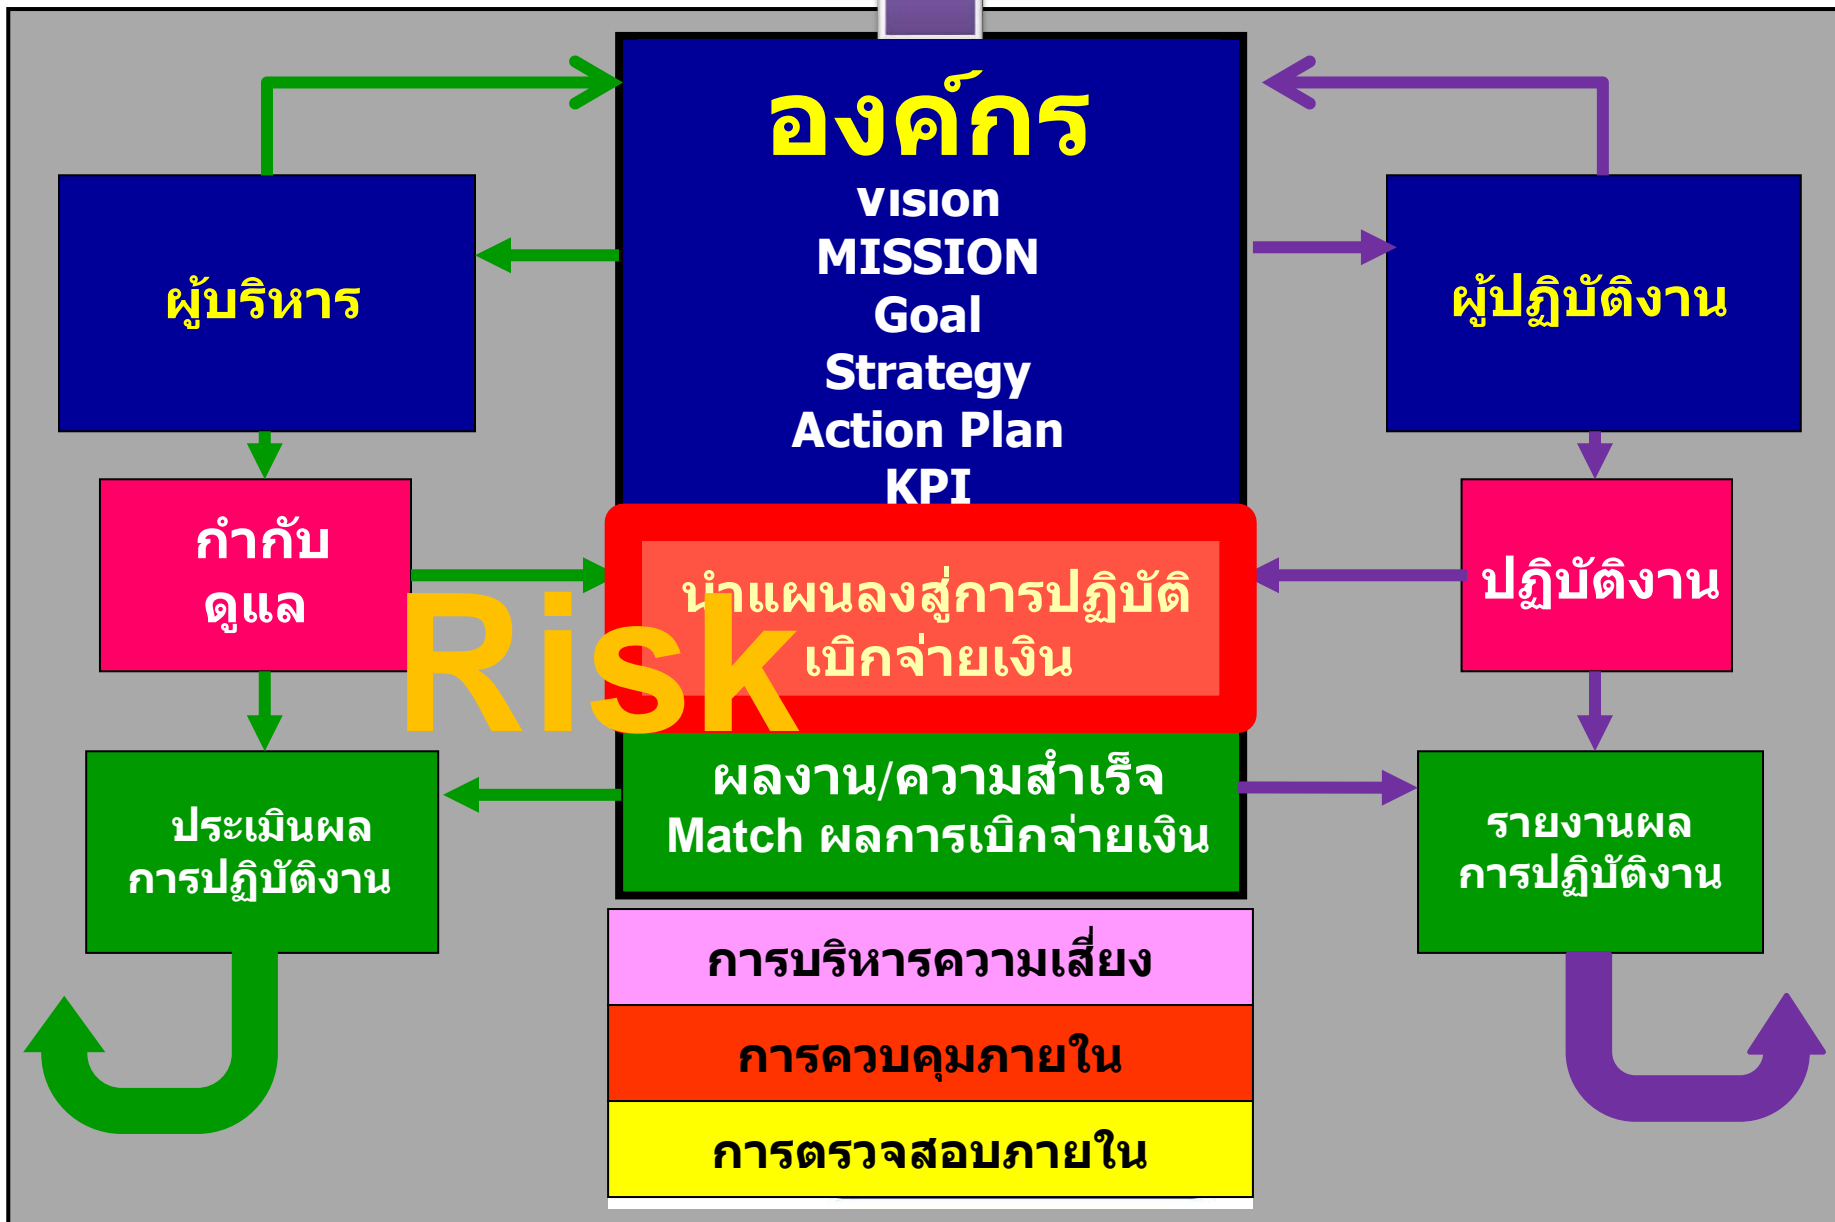 องค์กร
Vision
MISSION
Goal
Strategy
Action Plan
KPI
ผู้บริหาร
ผู้ปฏิบัติงาน
กำกับ
ดูแล
นำแผนลงสู่การปฏิบัติ
เบิกจ่ายเงิน
Risk
ปฏิบัติงาน
ผลงาน/ความสำเร็จ
Match ผลการเบิกจ่ายเงิน
ประเมินผล
การปฏิบัติงาน
รายงานผล
การปฏิบัติงาน
การบริหารความเสี่ยง
การควบคุมภายใน
การตรวจสอบภายใน